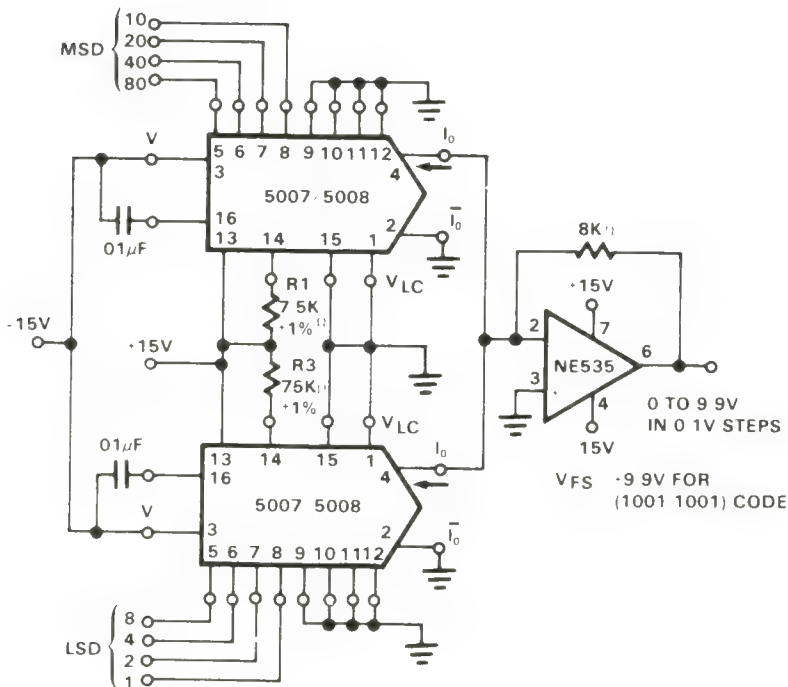 MSD
10
20
40
80
V
5 6 7 8 9 10 11 12
3
4
I0
5007 · 5008
16
2
I0
01µF
13 14 15 1
VLC
R1
7 5K
+1% Ω
-15V
+15V
R3
75KΩ
+1%
VLC
01µF
13 14 15 1
16
4
I0
5007 5008
V
3
2
I0
5 6 7 8 9 10 11 12
LSD
8
4
2
1
8KΩ
+15V
2
7
NE535
6
3
4
15V
0 TO 9 9V
IN 0 1V STEPS
VFS +9 9V FOR
(1001 1001) CODE